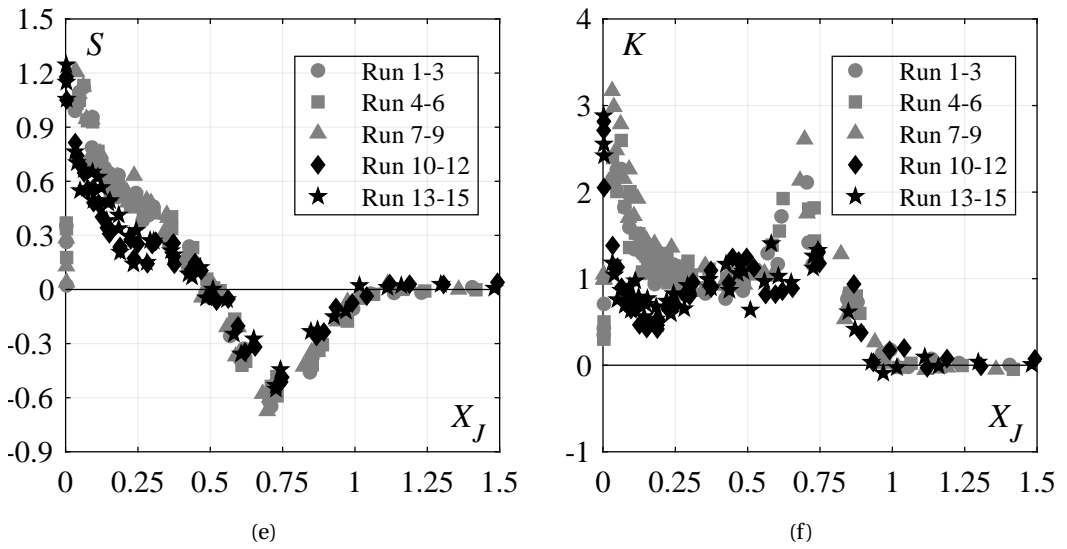 S
1.5
1.2
0.9
0.6
0.3
0
-0.3
-0.6
-0.9
Run 1-3
Run 4-6
Run 7-9
Run 10-12
Run 13-15
X_J
0 0.25 0.5 0.75 1 1.25 1.5
(e)
K
4
3
2
1
0
-1
Run 1-3
Run 4-6
Run 7-9
Run 10-12
Run 13-15
X_J
0 0.25 0.5 0.75 1 1.25 1.5
(f)